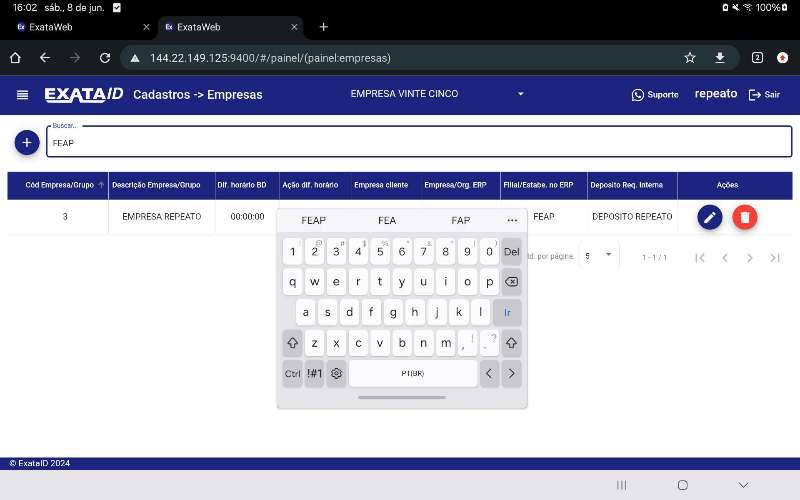 16:02 sáb., 8 de jun. 100%
ExataWeb
ExataWeb
144.22.149.125:9400/#/painel/(painel:empresas)
2
EXATA ID
Cadastros -> Empresas
EMPRESA VINTE CINCO
Suporte
repeato
Sair
Buscar...
FEAP
Cód Empresa/Grupo Descrição Empresa/Grupo Dif. horário BD Ação dif. horário Empresa cliente Empresa/Org. ERP Filial/Estabe. no ERP Deposito Req. Interna Ações
3 EMPRESA REPEATO 00:00:00 FEAP DEPOSITO REPEATO
td. por página: 5 1 - 1 / 1
FEAP FEA FAP ...
1 2 3 4 5 6 7 8 9 0 Del
q w e r t y u i o p
a s d f g h j k l Ir
z x c v b n m , ! . ?
Ctrl !#1 PT(BR) < >
© ExataID 2024